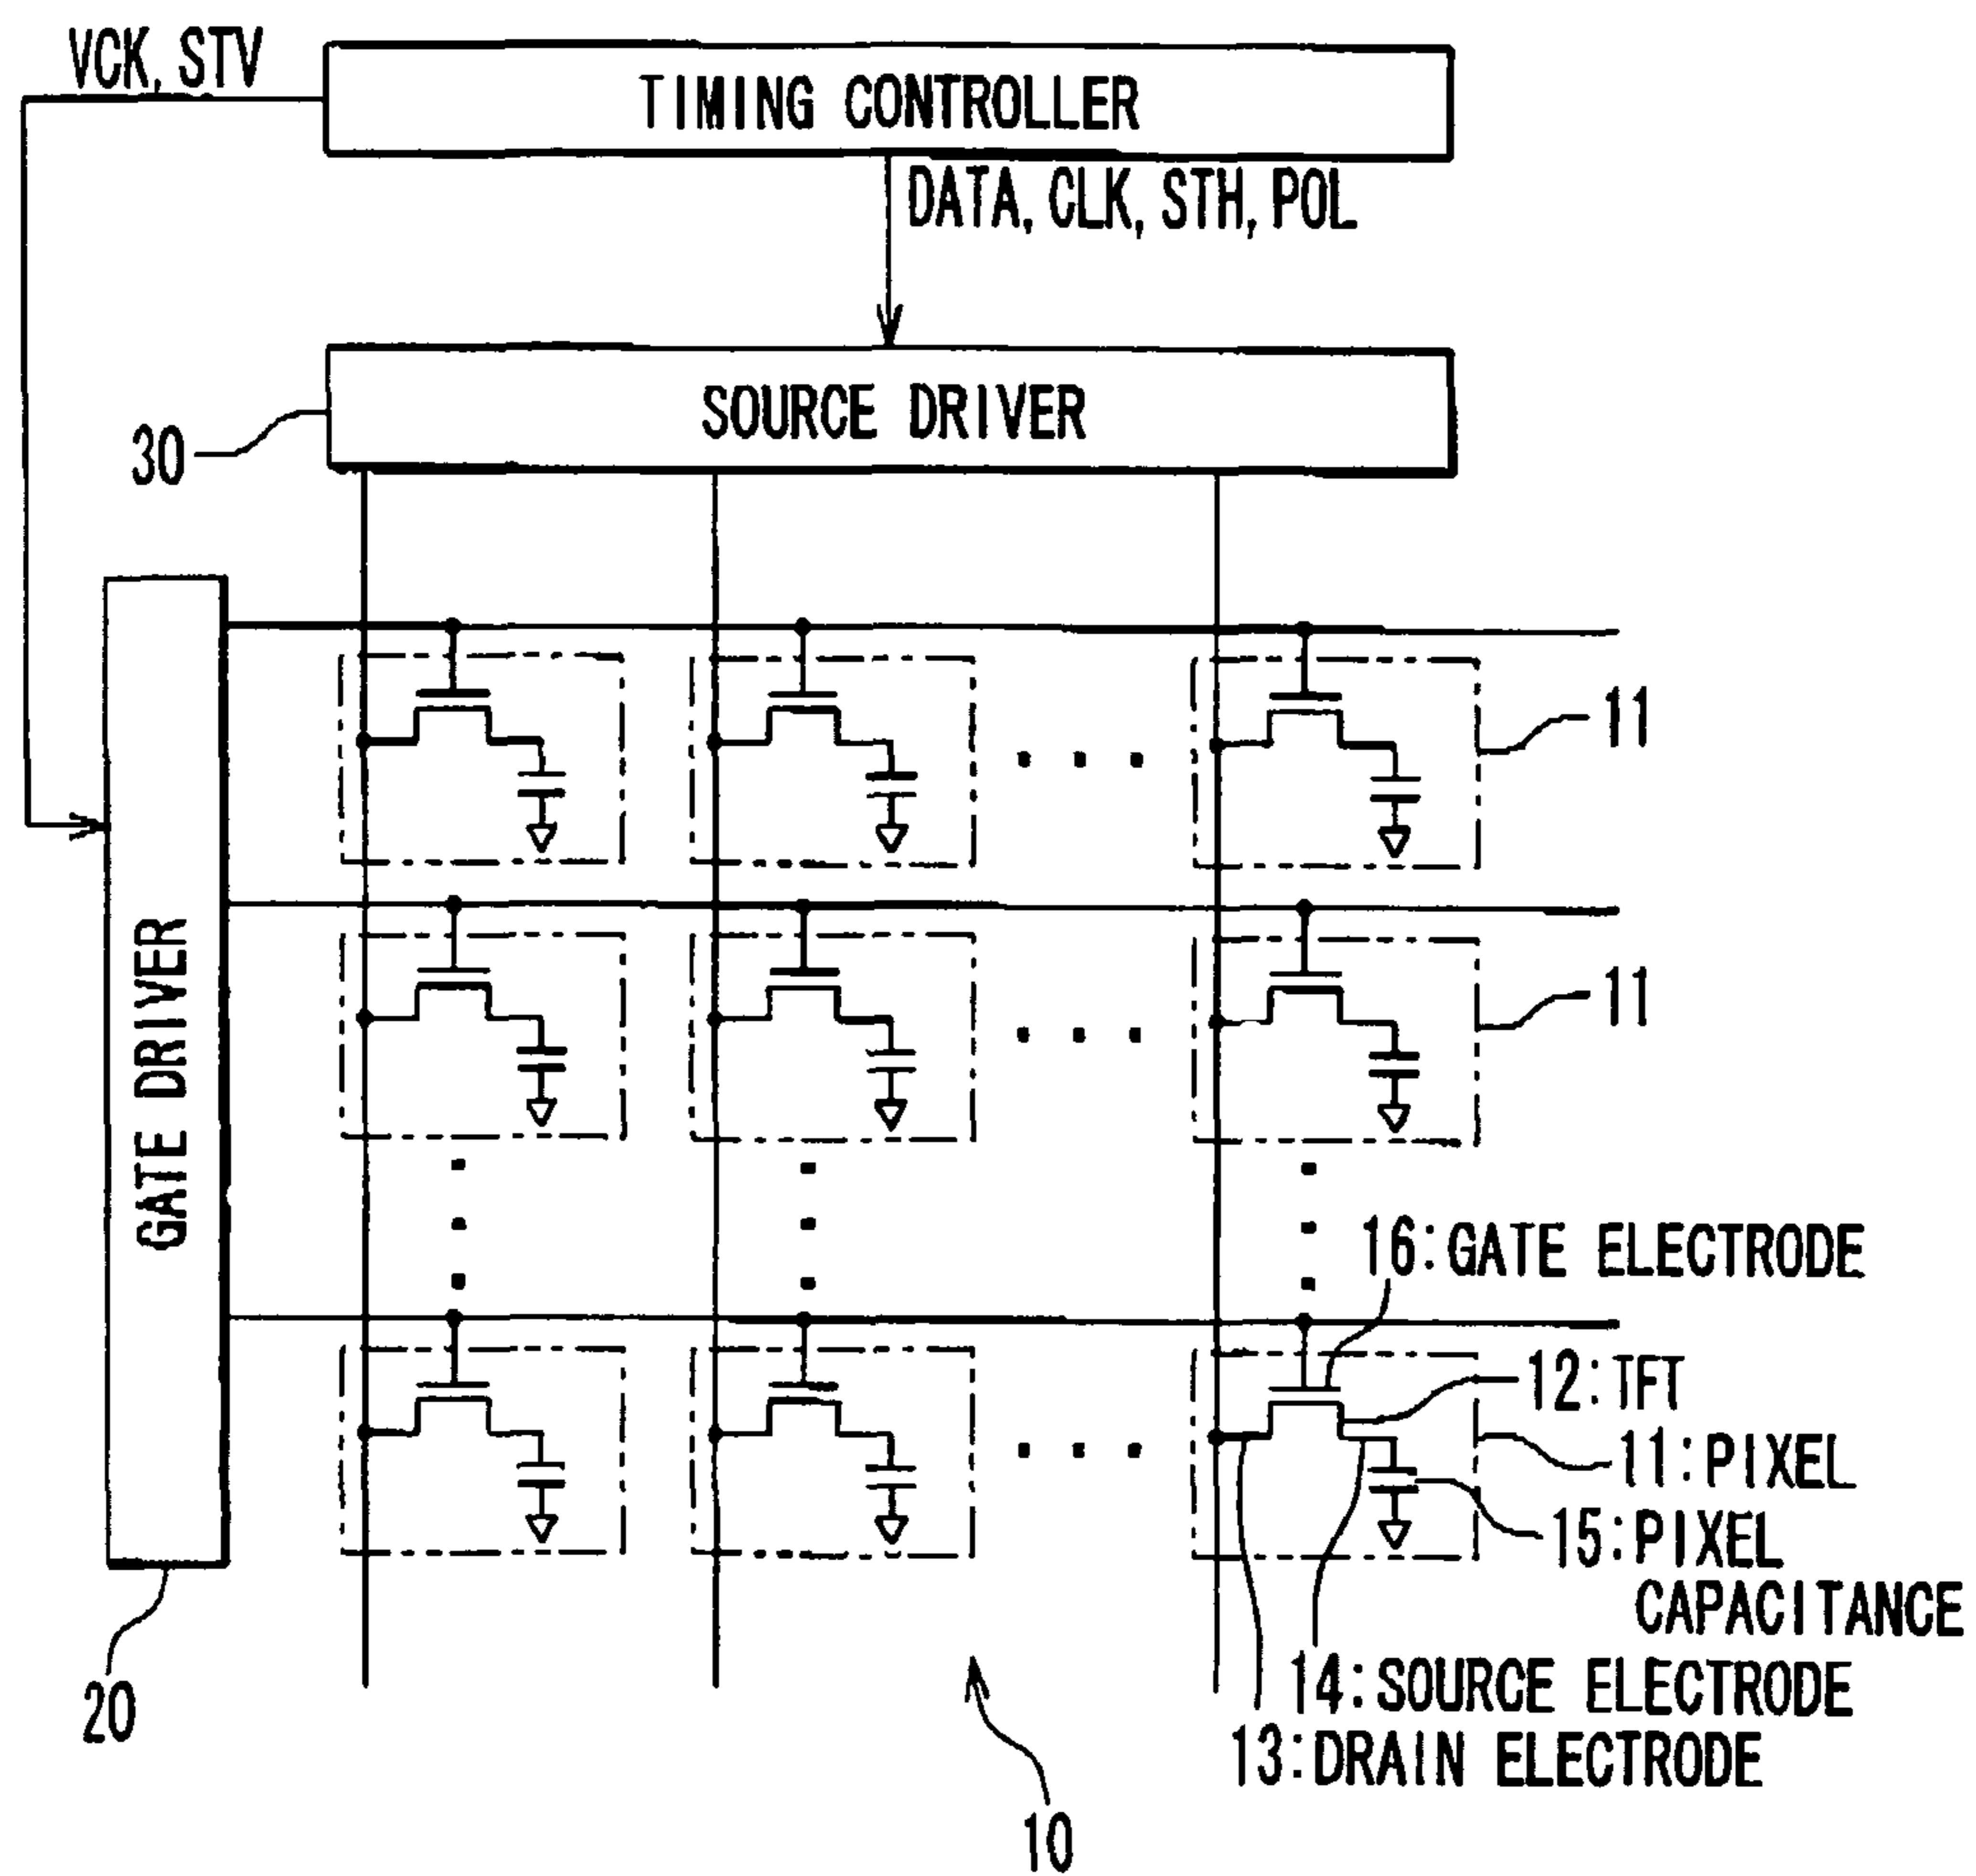 VCK, STV
TIMING CONTROLLER
DATA, CLK, STH, POL
SOURCE DRIVER
30
11
11
GATE DRIVER
16:GATE ELECTRODE
12:TFT
11:PIXEL
15:PIXEL
CAPACITANCE
14:SOURCE ELECTRODE
13:DRAIN ELECTRODE
20
10